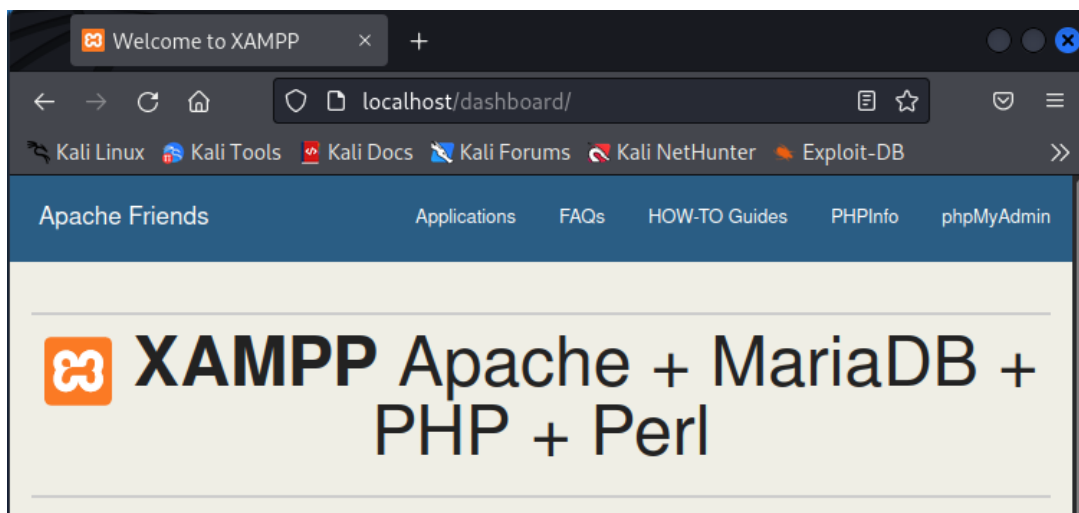 Welcome to XAMPP
localhost/dashboard/
Kali Linux Kali Tools Kali Docs Kali Forums Kali NetHunter Exploit-DB
Apache Friends Applications FAQs HOW-TO Guides PHPInfo phpMyAdmin
XAMPP Apache + MariaDB +
PHP + Perl